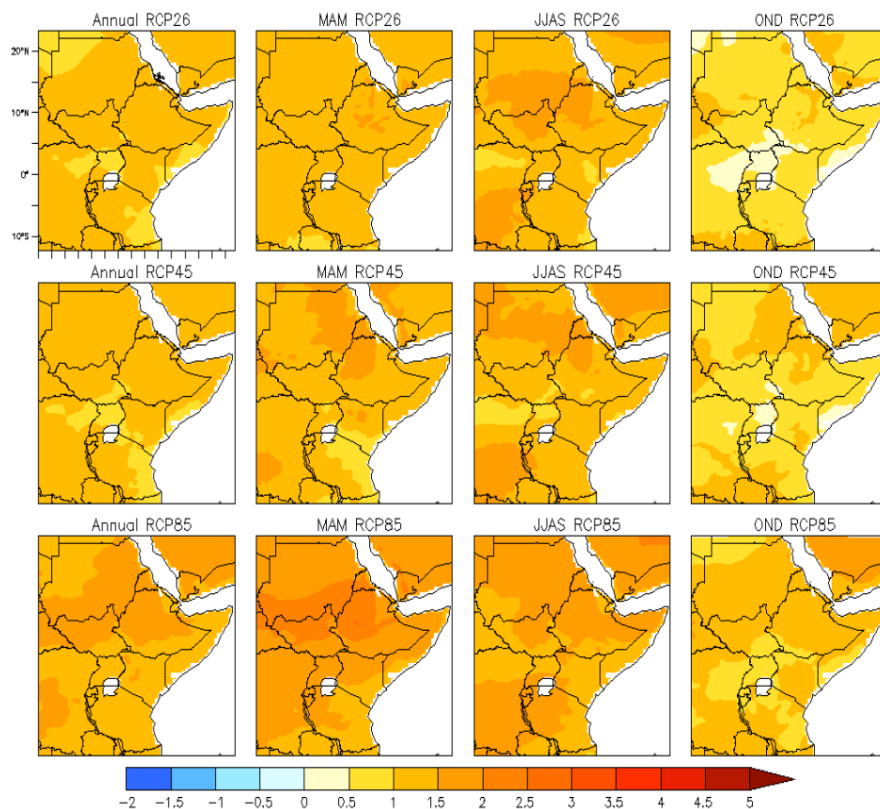 Annual RCP26 MAM RCP26 JJAS RCP26 OND RCP26
20°N
10°N
0°
10°S
Annual RCP45 MAM RCP45 JJAS RCP45 OND RCP45
Annual RCP85 MAM RCP85 JJAS RCP85 OND RCP85
−2 −1.5 −1 −0.5 0 0.5 1 1.5 2 2.5 3 3.5 4 4.5 5